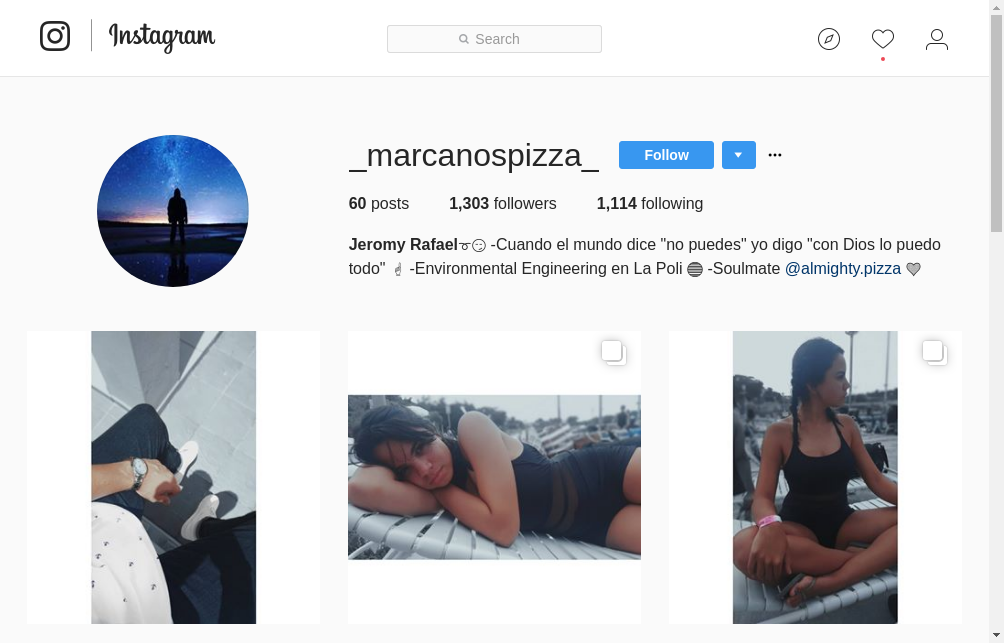 Instagram
Search
_marcanospizza_
Follow
60 posts
1,303 followers
1,114 following
Jeromy Rafael➰😏 -Cuando el mundo dice "no puedes" yo digo "con Dios lo puedo
todo" ☝ -Environmental Engineering en La Poli 🌐 -Soulmate @almighty.pizza 💜